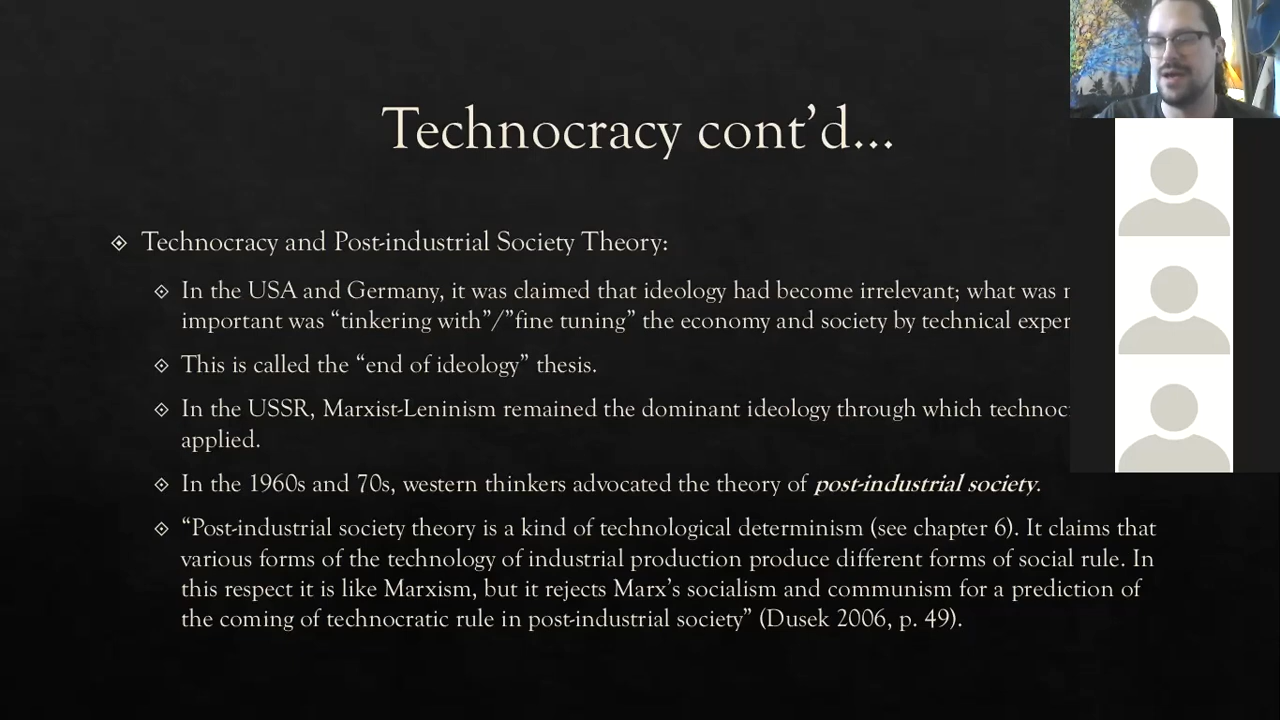 Technocracy cont’d…
Technocracy and Post-industrial Society Theory:
In the USA and Germany, it was claimed that ideology had become irrelevant; what was
important was “tinkering with”/”fine tuning” the economy and society by technical
This is called the “end of ideology” thesis.
In the USSR, Marxist-Leninism remained the dominant ideology through which
applied.
In the 1960s and 70s, western thinkers advocated the theory of post-industrial society.
“Post-industrial society theory is a kind of technological determinism (see chapter 6). It claims that
various forms of the technology of industrial production produce different forms of social rule. In
this respect it is like Marxism, but it rejects Marx’s socialism and communism for a prediction of
the coming of technocratic rule in post-industrial society” (Dusek 2006, p. 49).